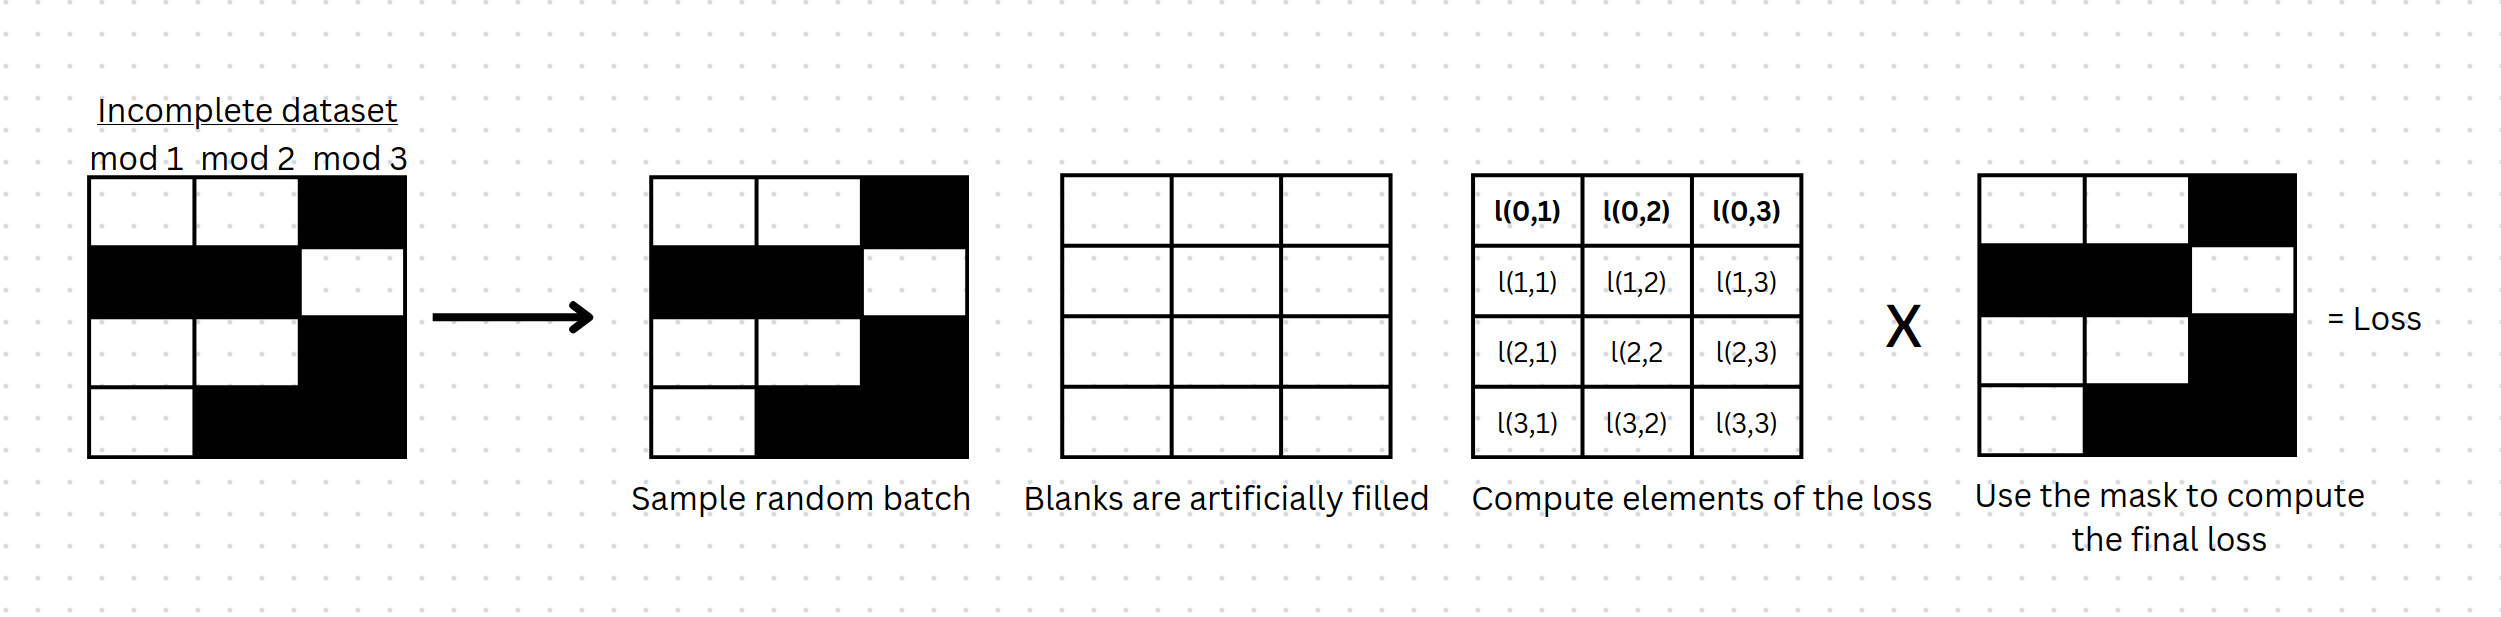 Incomplete dataset
mod 1 mod 2 mod 3
l(0,1) l(0,2) l(0,3)
l(1,1) l(1,2) l(1,3)
l(2,1) l(2,2 l(2,3)
l(3,1) l(3,2) l(3,3)
X
= Loss
Sample random batch
Blanks are artificially filled
Compute elements of the loss
Use the mask to compute
the final loss